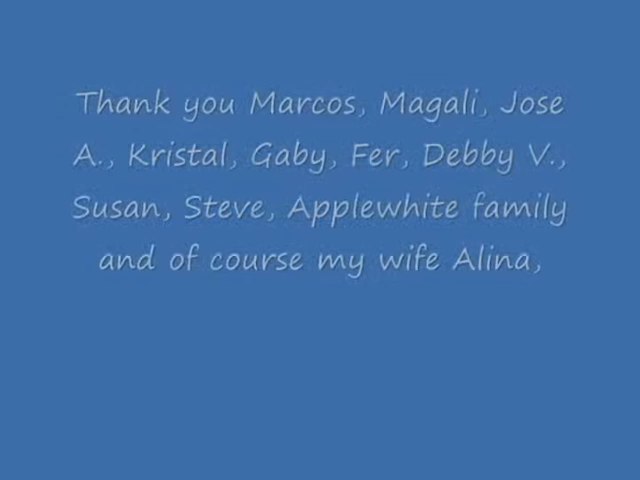 Thank you Marcos, Magali, Jose
A., Kristal, Gaby, Fer, Debby V.,
Susan, Steve, Applewhite family
and of course my wife Alina,